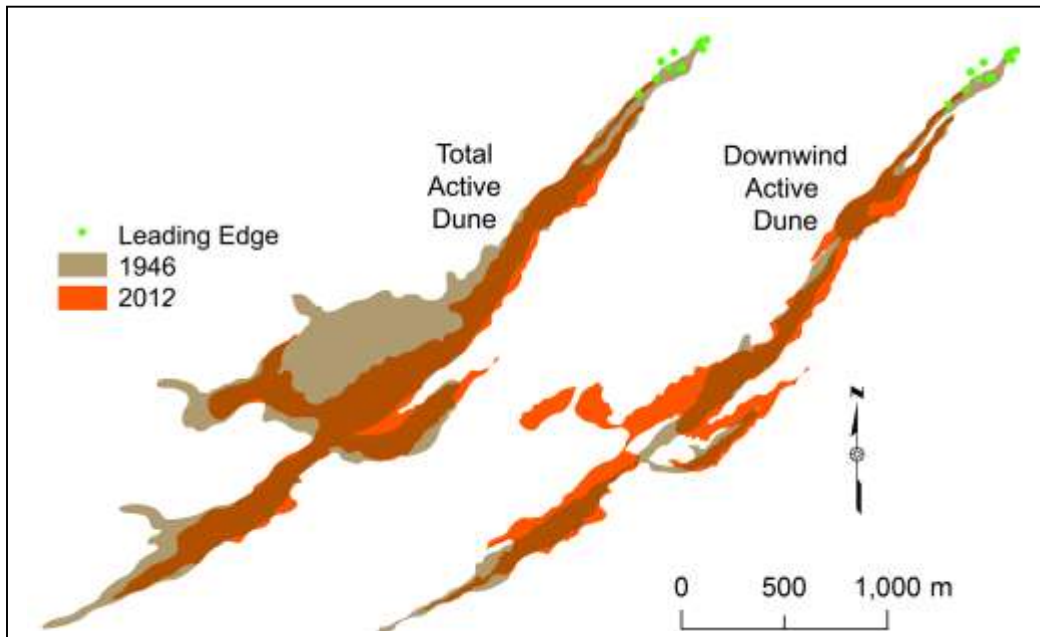 Total
Active
Dune
Downwind
Active
Dune
Leading Edge
1946
2012
N
0 500 1,000 m